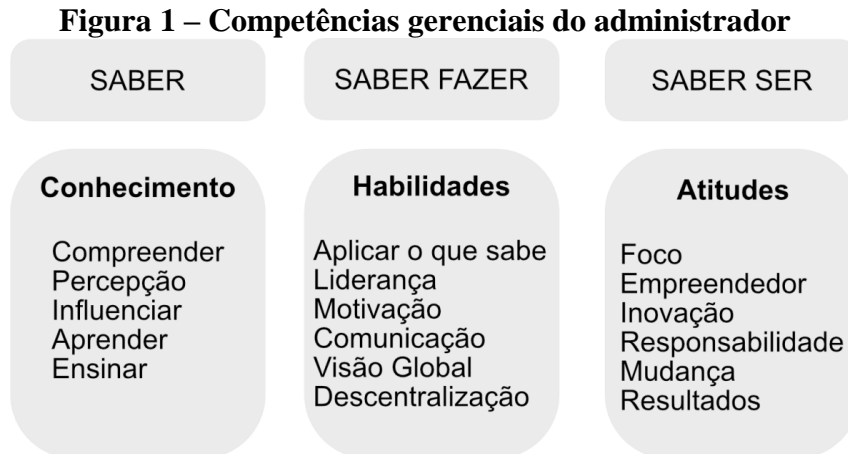 Figura 1 – Competências gerenciais do administrador
SABER
SABER FAZER
SABER SER
Conhecimento
Compreender
Percepção
Influenciar
Aprender
Ensinar
Habilidades
Aplicar o que sabe
Liderança
Motivação
Comunicação
Visão Global
Descentralização
Atitudes
Foco
Empreendedor
Inovação
Responsabilidade
Mudança
Resultados